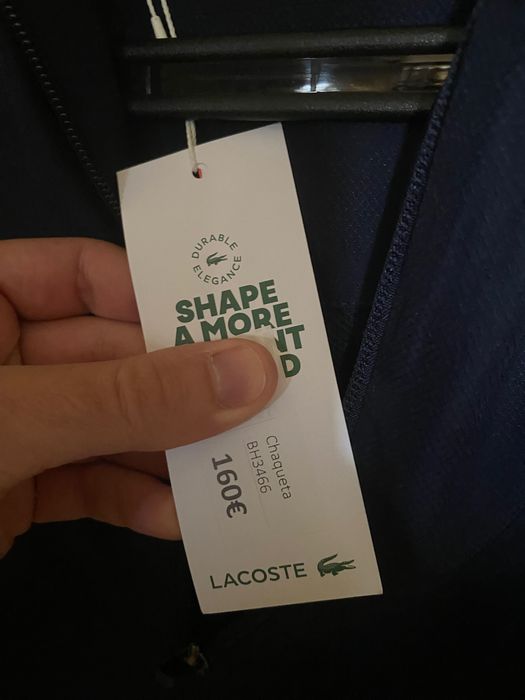 DURABLE
ELEGANCE
SHAPE
A MORE
Chaqueta
BH3466
160€
LACOSTE